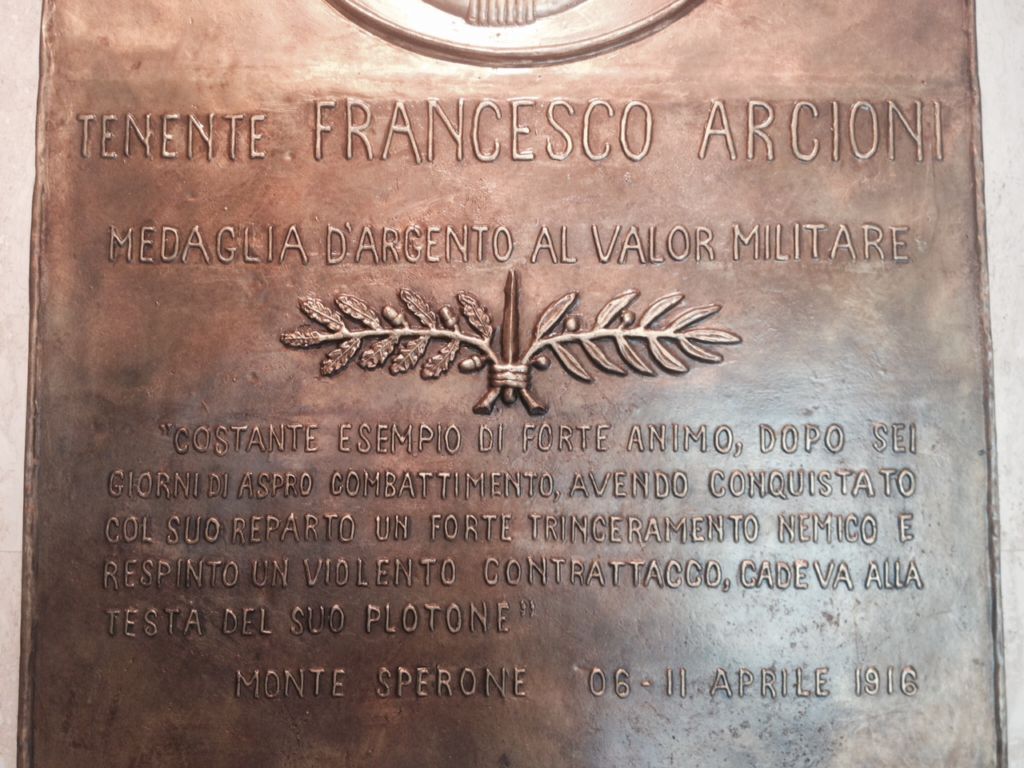 TENENTE FRANCESCO ARCIONI
MEDAGLIA D'ARGENTO AL VALOR MILITARE
"COSTANTE ESEMPIO DI FORTE ANIMO, DOPO SEI
GIORNI DI ASPRO COMBATTIMENTO, AVENDO CONQUISTATO
COL SUO REPARTO UN FORTE TRINCERAMENTO NEMICO E
RESPINTO UN VIOLENTO CONTRATTACCO, CADEVA ALLA
TESTA DEL SUO PLOTONE"
MONTE SPERONE 06-11 APRILE 1916